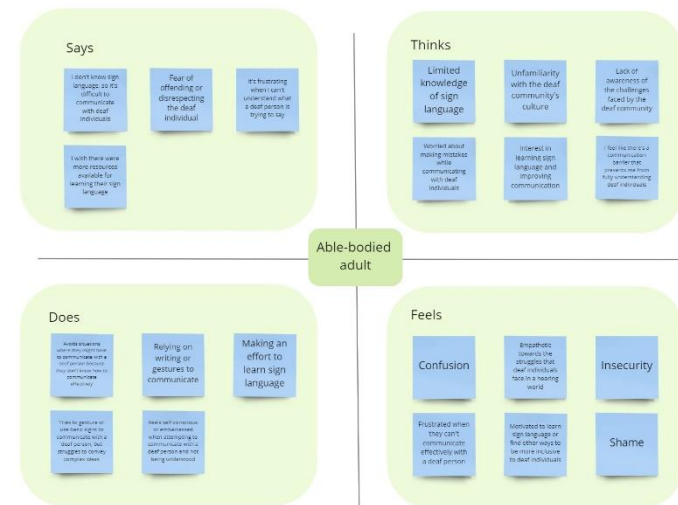 Says
I don't know sign
language, so it's
difficult to
communicate
with deaf
individuals
Fear of
offending or
disrespecting
the deaf
individual
It's frustrating
when I can't
understand what
a deaf person is
trying to say
I wish there were
more resources
available for
learning their sign
language
Thinks
Limited
knowledge
of sign
language
Unfamiliarity
with the deaf
community's
culture
Lack of
awareness of
the challenges
faced by the
deaf community
Worried about
making mistakes
while
communicating
with deaf
individuals
Interest in
learning sign
language and
improving
communication
I feel like there's a
communication
barrier that
prevents me from
fully understanding
deaf individuals
Able-bodied
adult
Does
Avoids situations
where they might have
to communicate with a
deaf person because
they don't know how to
communicate
effectively
Relying on
writing or
gestures to
communicate
Making an
effort to
learn sign
language
Tries to gesture or
use hand signs to
communicate with a
deaf person, but
struggles to convey
complex ideas
Feels self-conscious
or embarrassed
when attempting to
communicate with a
deaf person and not
being understood
Feels
Confusion
Empathetic
towards the
struggles that
deaf individuals
face in a hearing
world
Insecurity
Frustrated when
they can't
communicate
effectively with
a deaf person
Motivated to learn
sign language or
find other ways to
be more inclusive
to deaf individuals
Shame